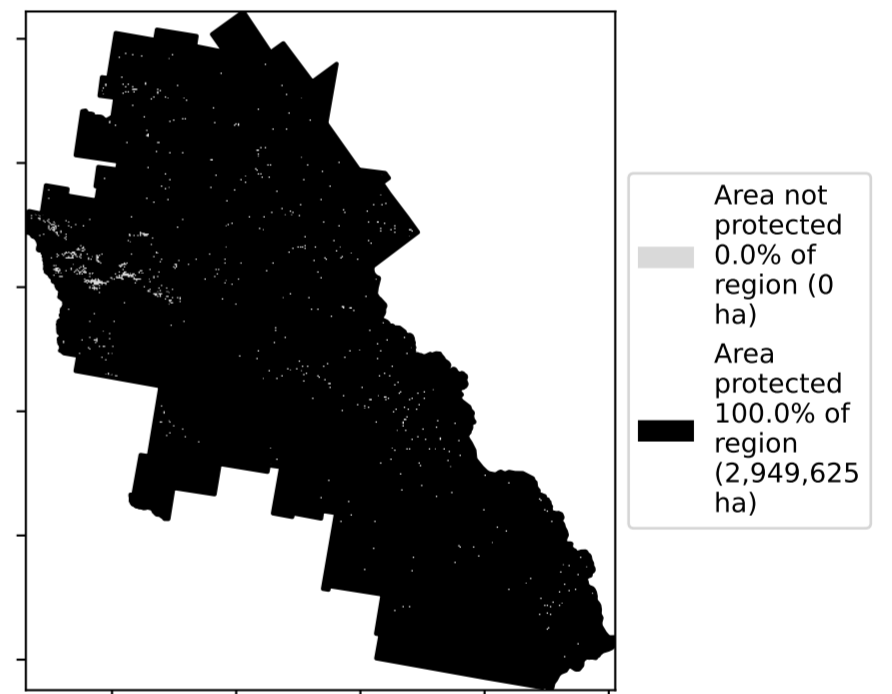 Area not
protected
0.0% of
region (0
ha)
Area
protected
100.0% of
region
(2,949,625
ha)